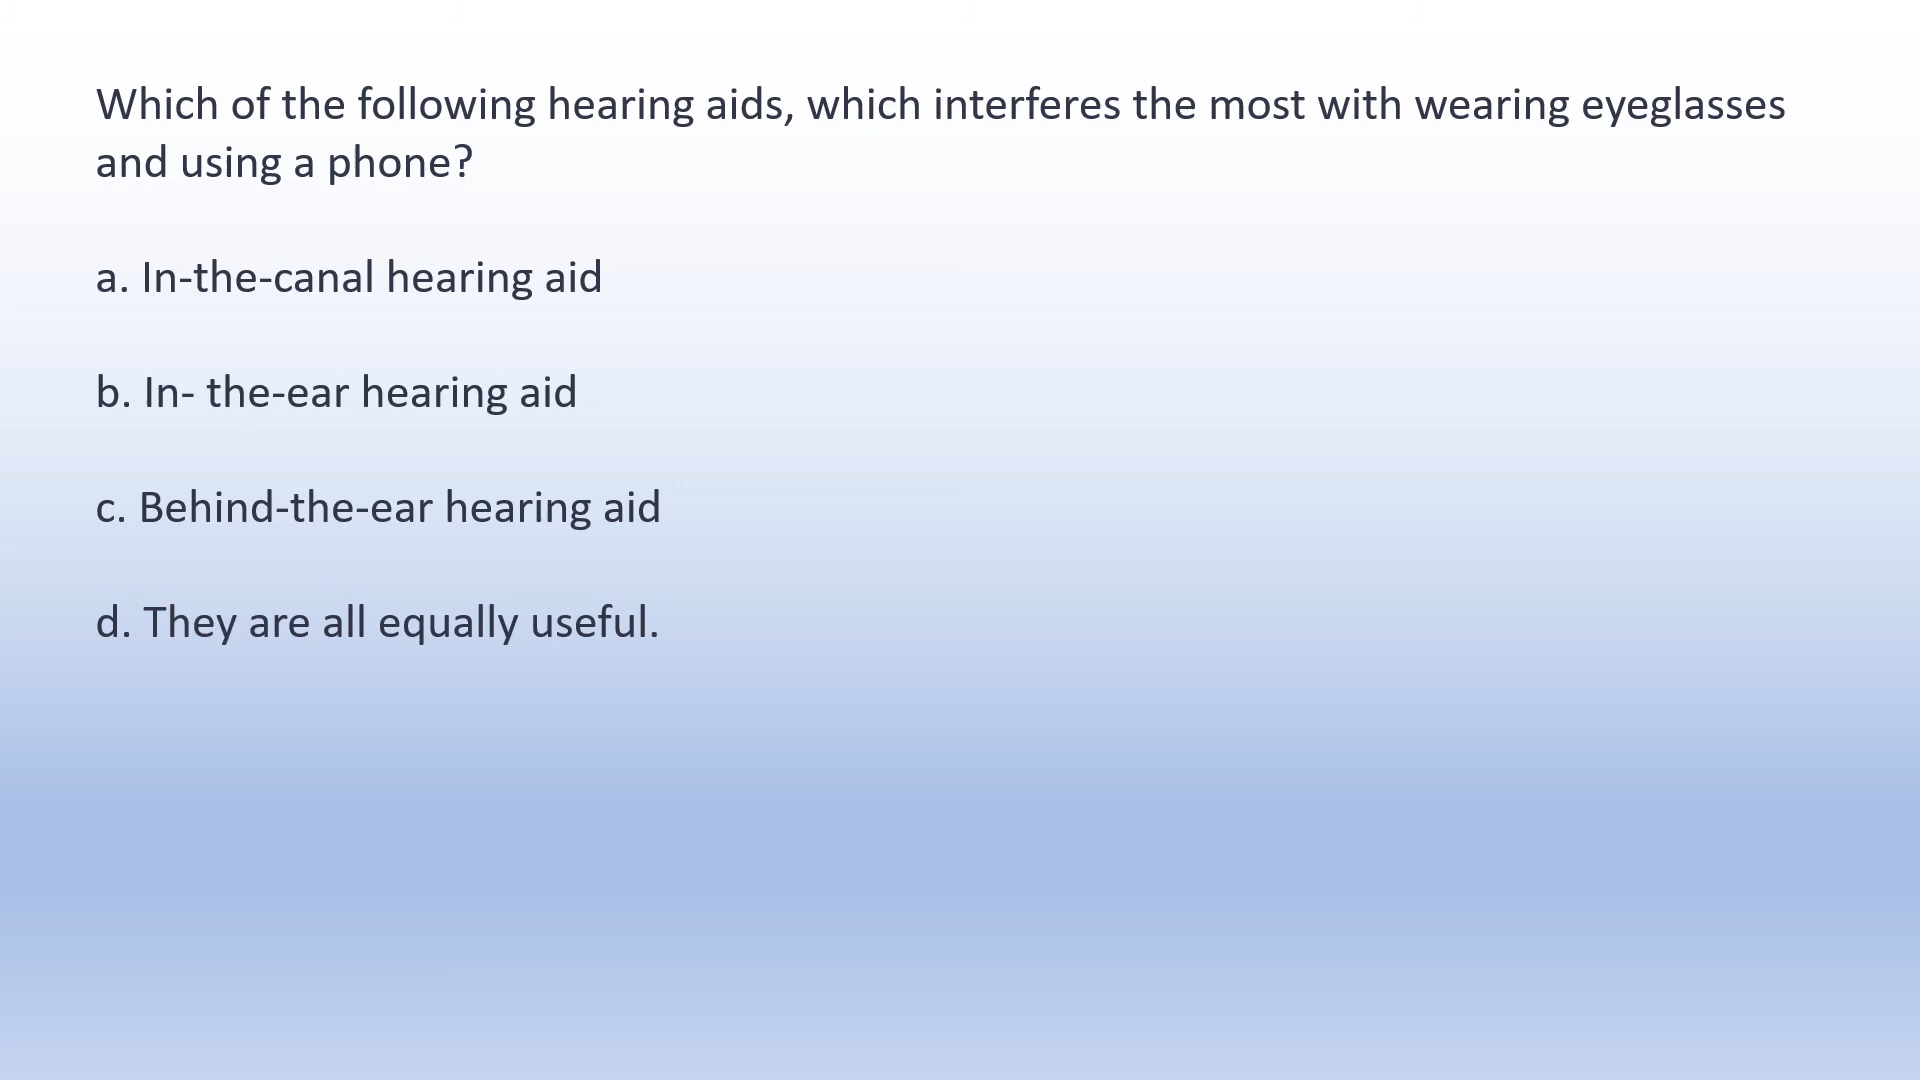 Which of the following hearing aids, which interferes the most with wearing eyeglasses
and using a phone?
a. In-the-canal hearing aid
b. In- the-ear hearing aid
c. Behind-the-ear hearing aid
d. They are all equally useful.